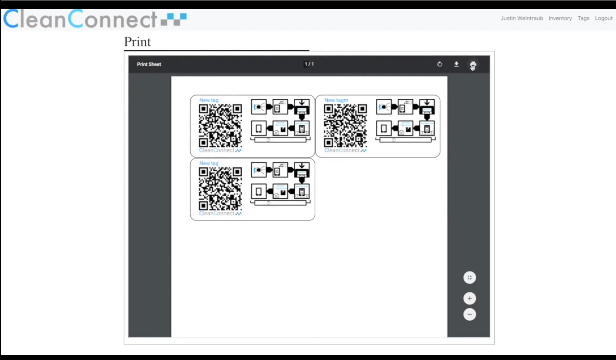 CleanConnect
Justin Weintraub Inventory Tags Logout
Print
Print Sheet
1/1
New tag
CleanConnect
New tagm
CleanConnect
New tag
CleanConnect